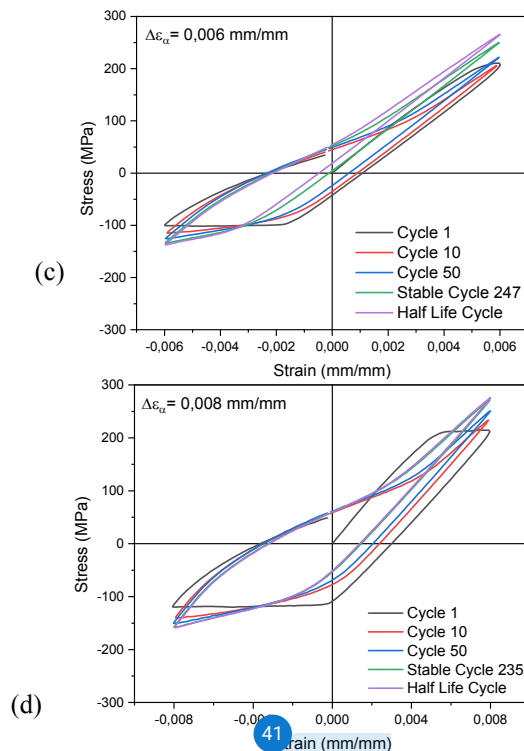 Δεα = 0,006 mm/mm
300
200
100
0
-100
-200
-300
Stress (MPa)
Cycle 1
Cycle 10
Cycle 50
Stable Cycle 247
Half Life Cycle
(c)
-0,006 -0,004 -0,002 0,000 0,002 0,004 0,006
Strain (mm/mm)
Δεα = 0,008 mm/mm
300
200
100
0
-100
-200
-300
Stress (MPa)
Cycle 1
Cycle 10
Cycle 50
Stable Cycle 235
Half Life Cycle
(d)
-0,008 0,000 0,004 0,008
41
(mm/mm)